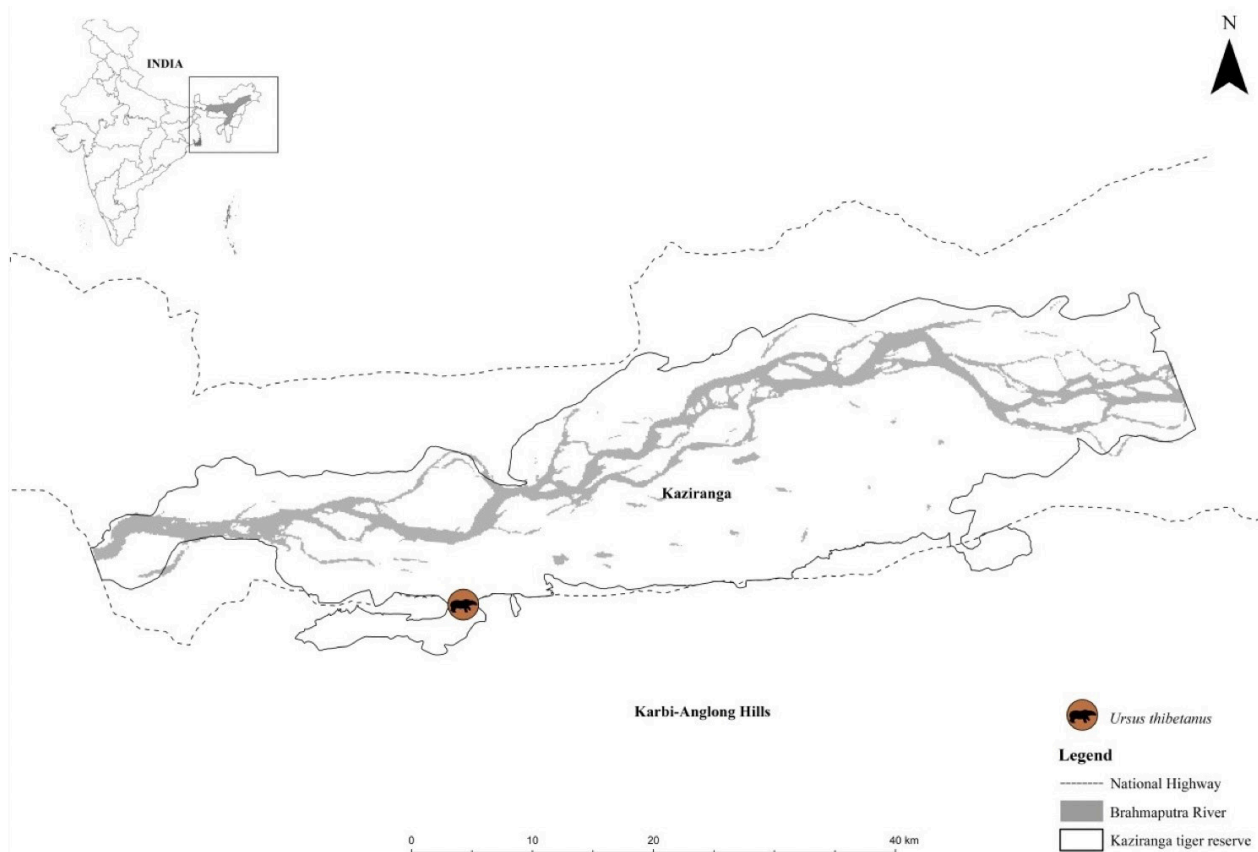 N
INDIA
Kaziranga
Karbi-Anglong Hills
Ursus thibetanus
Legend
National Highway
Brahmaputra River
Kaziranga tiger reserve
0 10 20 40 km